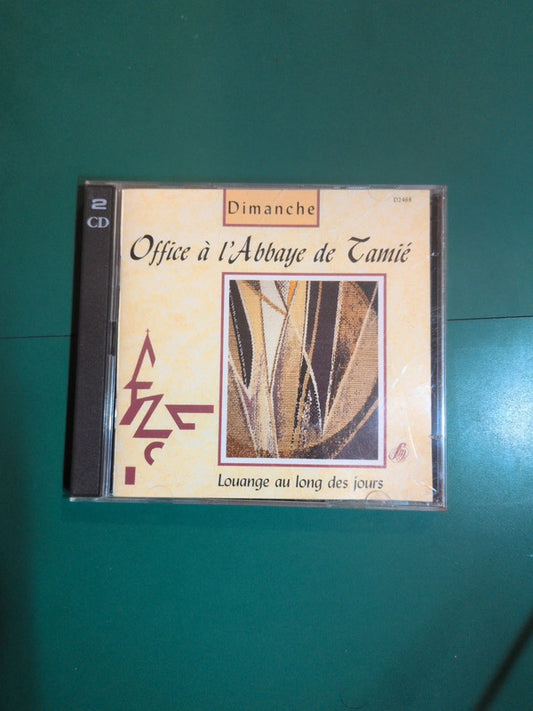 2
CD
D2468
Dimanche
Office à l'Abbaye de Tamié
Louange au long des jours